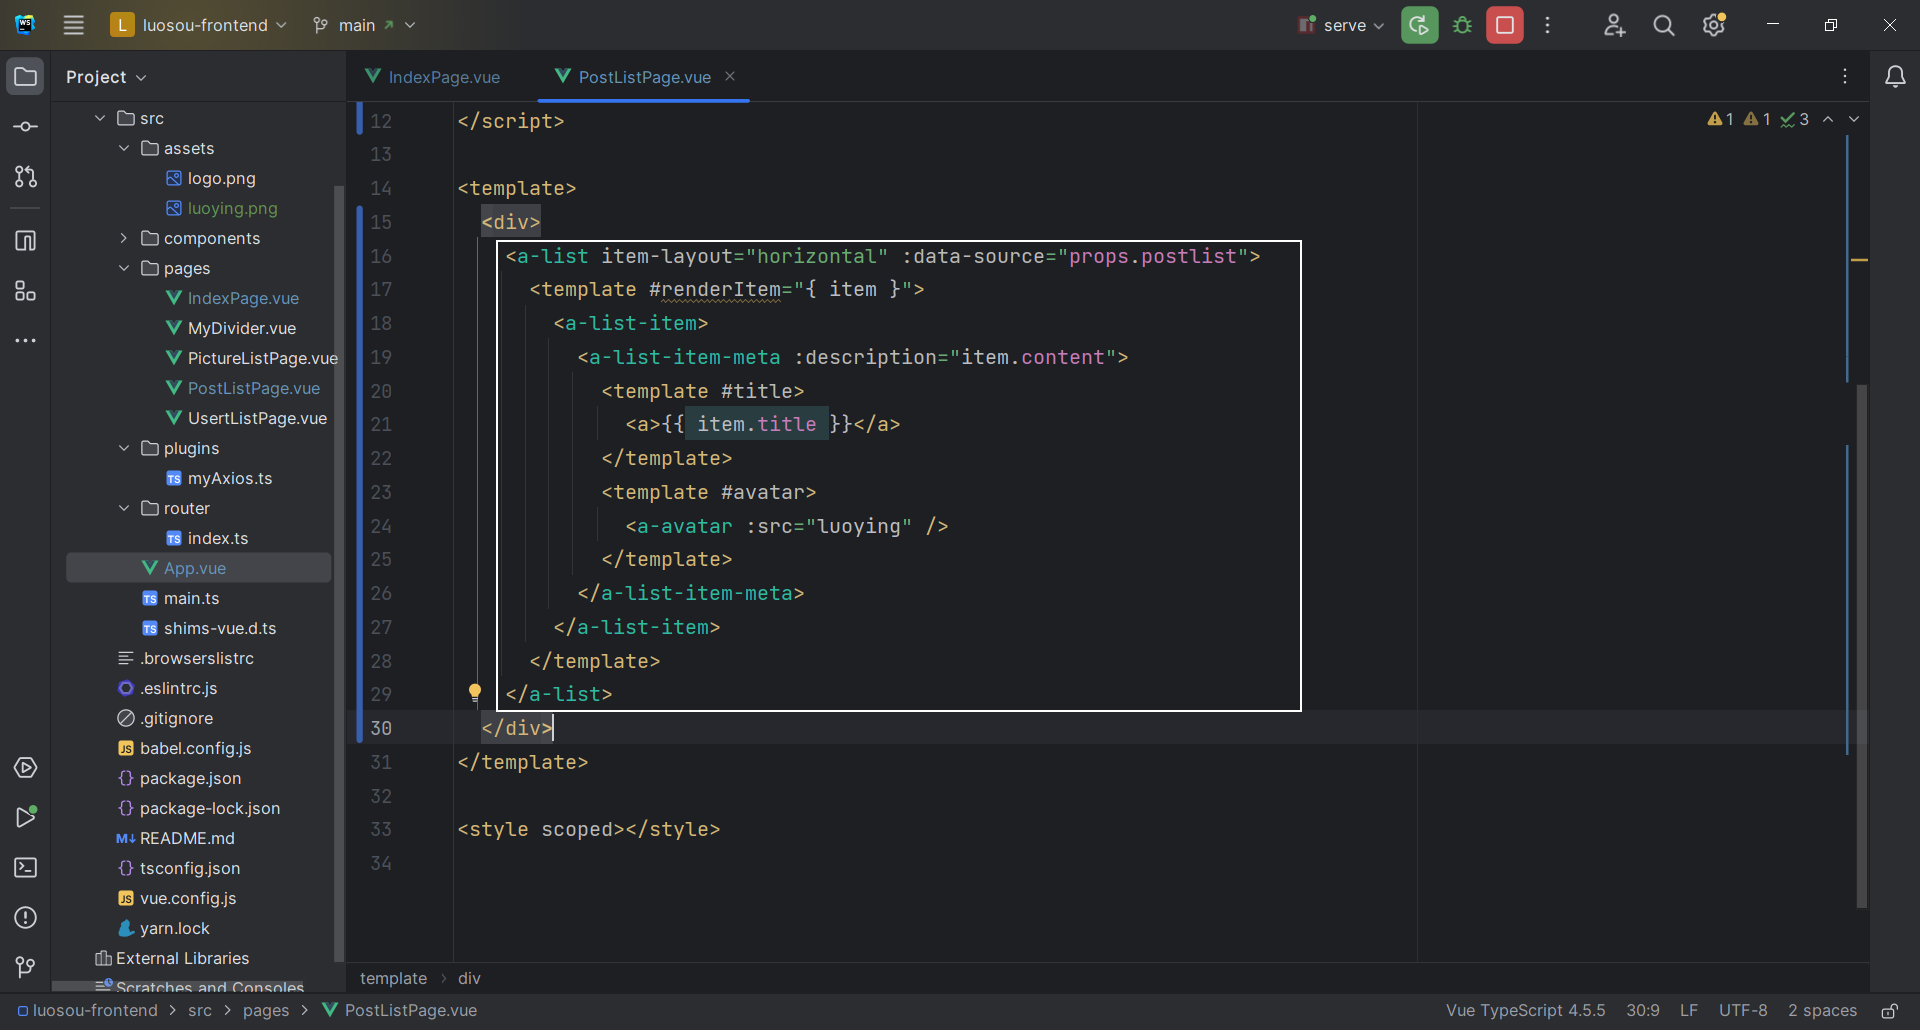 WS
L luosou-frontend
main
serve
Project
IndexPage.vue
PostListPage.vue
src
assets
logo.png
luoying.png
components
pages
IndexPage.vue
MyDivider.vue
PictureListPage.vue
PostListPage.vue
UsertListPage.vue
plugins
TS myAxios.ts
router
TS index.ts
App.vue
TS main.ts
TS shims-vue.d.ts
.browserslistrc
.eslintrc.js
.gitignore
JS babel.config.js
{} package.json
{} package-lock.json
M↓ README.md
{} tsconfig.json
JS vue.config.js
yarn.lock
External Libraries
Scratches and Consoles
1 1 3
12 </script>
13
14 <template>
15 <div>
16 <a-list item-layout="horizontal" :data-source="props.postlist">
17 <template #renderItem="{ item }">
18 <a-list-item>
19 <a-list-item-meta :description="item.content">
20 <template #title>
21 <a>{{ item.title }}</a>
22 </template>
23 <template #avatar>
24 <a-avatar :src="luoying" />
25 </template>
26 </a-list-item-meta>
27 </a-list-item>
28 </template>
29 </a-list>
30 </div>
31 </template>
32
33 <style scoped></style>
34
template > div
luosou-frontend > src > pages > PostListPage.vue
Vue TypeScript 4.5.5 30:9 LF UTF-8 2 spaces